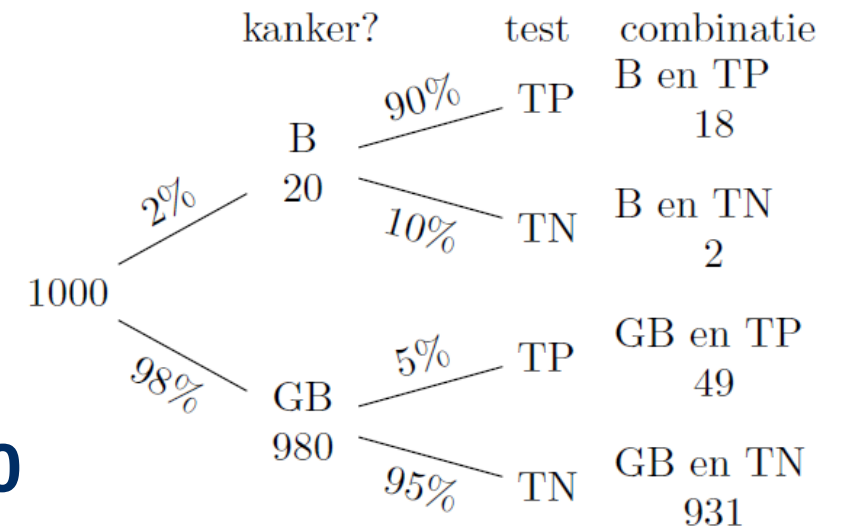 kanker? test combinatie
90% TP B en TP
18
B
20
2%
10% TN B en TN
2
1000
98%
5% TP GB en TP
49
GB
980
95% TN GB en TN
931
0